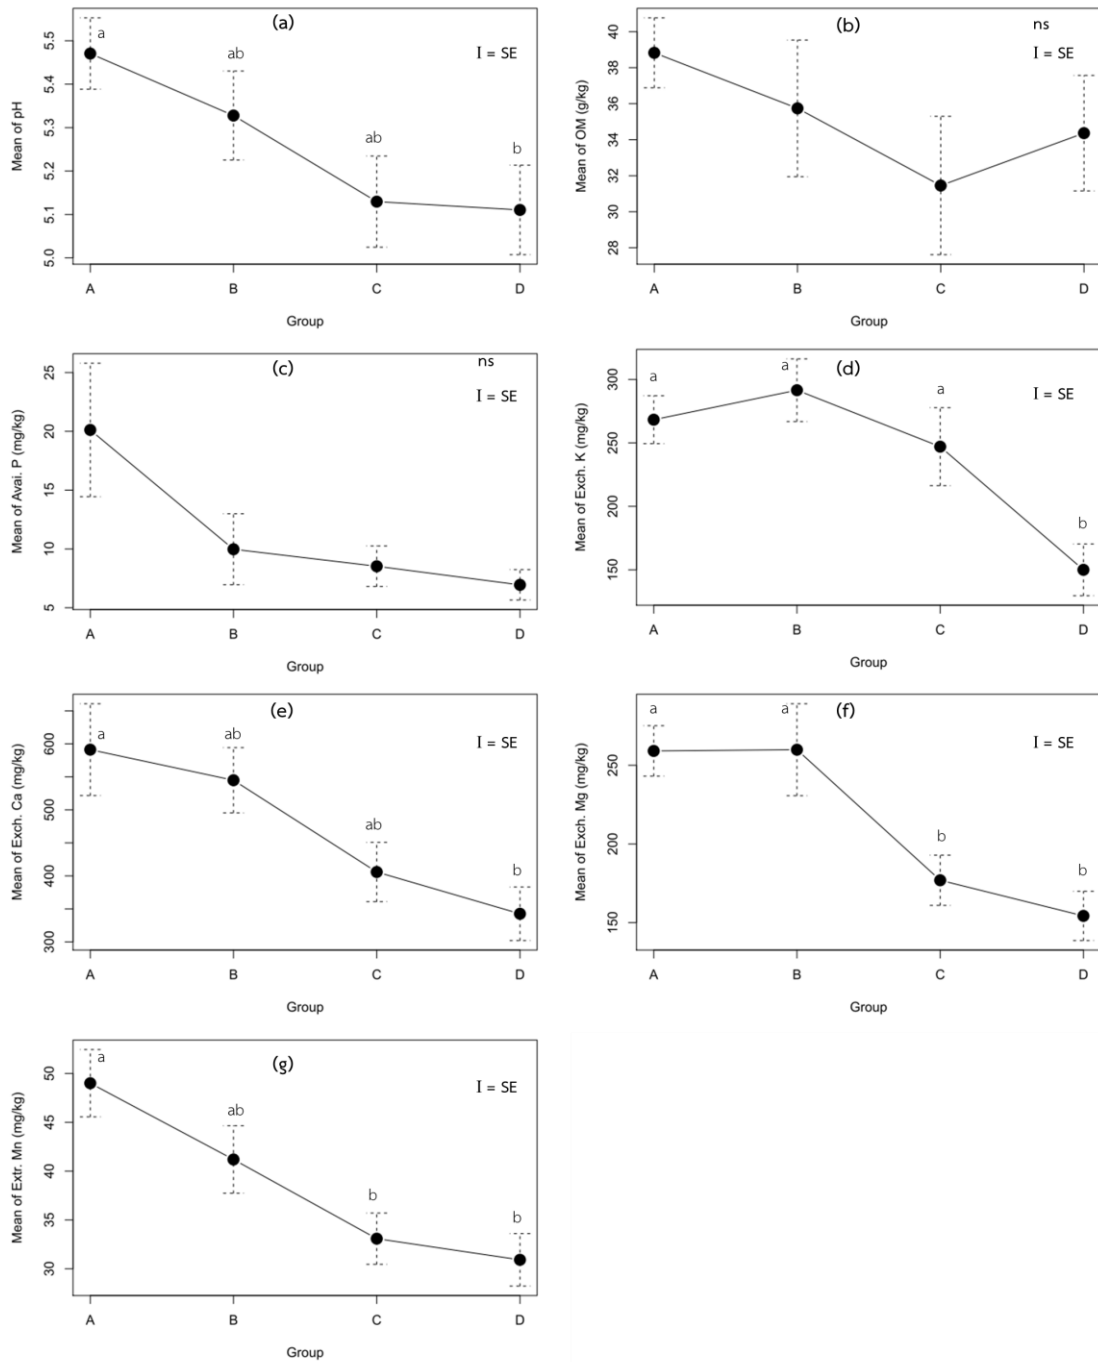 (a)
I = SE
Mean of pH
5.5
5.4
5.3
5.2
5.1
5.0
a
ab
ab
b
A B C D
Group
(b)
ns
I = SE
Mean of OM (g/kg)
40
38
36
34
32
30
28
A B C D
Group
(c)
ns
I = SE
Mean of Avai. P (mg/kg)
25
20
15
10
5
A B C D
Group
(d)
I = SE
Mean of Exch. K (mg/kg)
300
250
200
150
a
a
a
b
A B C D
Group
(e)
I = SE
Mean of Exch. Ca (mg/kg)
600
500
400
300
a
ab
ab
b
A B C D
Group
(f)
I = SE
Mean of Exch. Mg (mg/kg)
250
200
150
a
a
b
b
A B C D
Group
(g)
I = SE
Mean of Extr. Mn (mg/kg)
50
45
40
35
30
a
ab
b
b
A B C D
Group